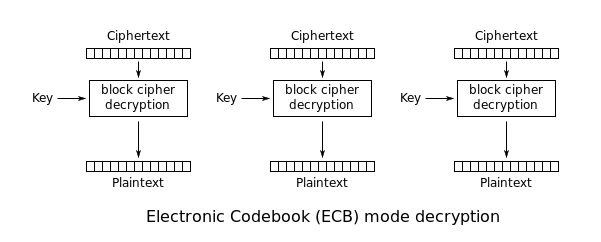 Ciphertext
Ciphertext
Ciphertext
Key
block cipher
decryption
Key
block cipher
decryption
Key
block cipher
decryption
Plaintext
Plaintext
Plaintext
Electronic Codebook (ECB) mode decryption